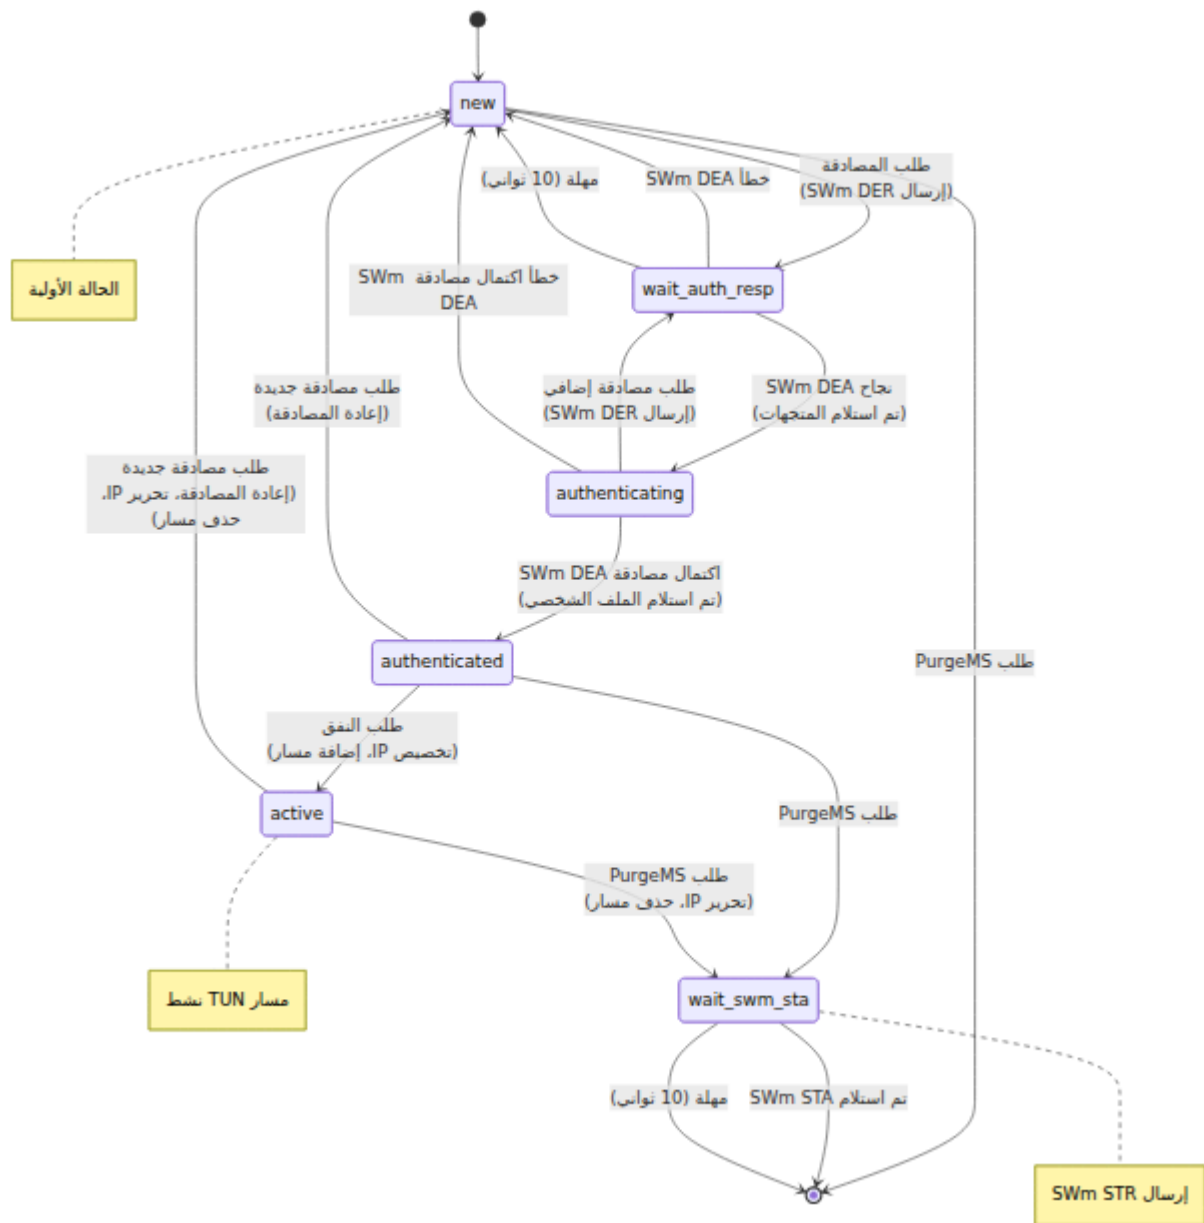 new
طلب المصادقة
(إرسال SWm DER)
خطأ SWm DEA
مهلة (10 ثواني)
الحالة الأولية
wait_auth_resp
خطأ اكتمال مصادقة SWm
DEA
طلب مصادقة جديدة
(إعادة المصادقة)
طلب مصادقة إضافي
(إرسال SWm DER)
نجاح SWm DEA
(تم استلام المتجهات)
طلب مصادقة جديدة
(إعادة المصادقة، تحرير IP،
حذف مسار)
authenticating
اكتمال مصادقة SWm DEA
(تم استلام الملف الشخصي)
authenticated
طلب PurgeMS
طلب النفق
(تخصيص IP، إضافة مسار)
active
طلب PurgeMS
طلب PurgeMS
(تحرير IP، حذف مسار)
مسار TUN نشط
wait_swm_sta
مهلة (10 ثواني)
تم استلام SWm STA
إرسال SWm STR